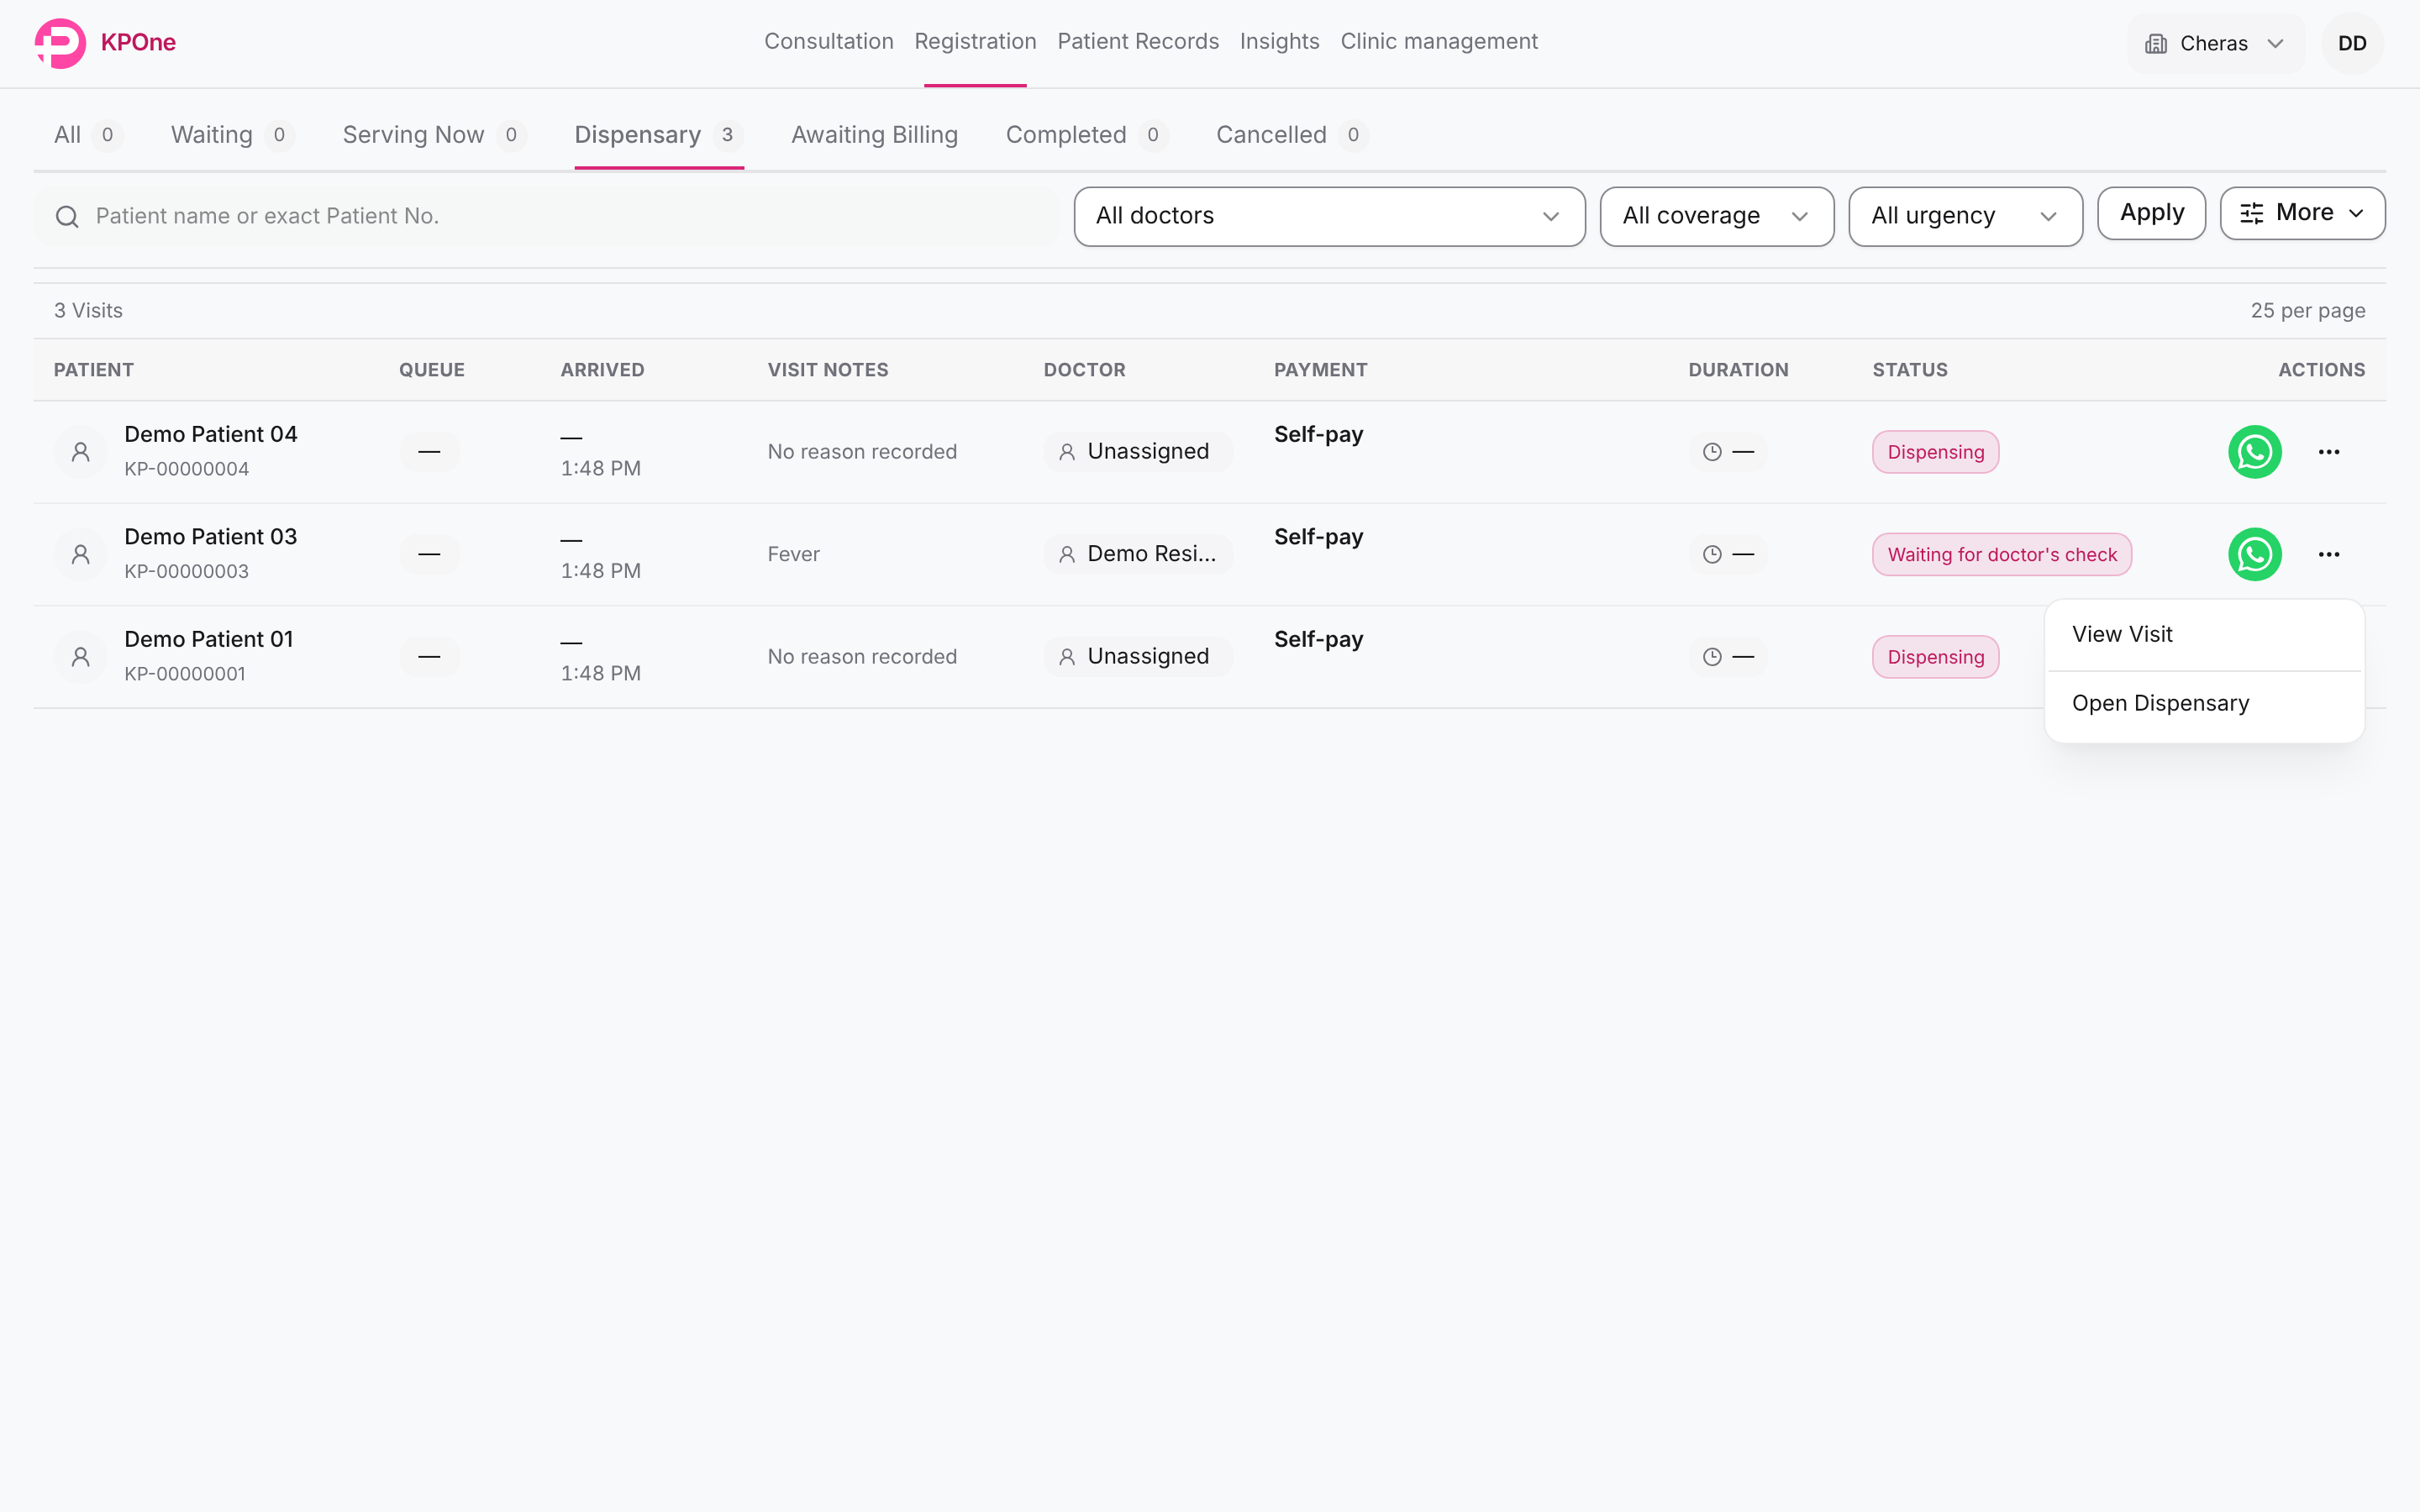 KPOne
Consultation Registration Patient Records Insights Clinic management
Cheras
DD
All 0 Waiting 0 Serving Now 0 Dispensary 3 Awaiting Billing Completed 0 Cancelled 0
Patient name or exact Patient No.
All doctors
All coverage
All urgency
Apply
More
3 Visits
25 per page
PATIENT QUEUE ARRIVED VISIT NOTES DOCTOR PAYMENT DURATION STATUS ACTIONS
Demo Patient 04
KP-00000004
—
—
1:48 PM
No reason recorded
Unassigned
Self-pay
—
Dispensing
Demo Patient 03
KP-00000003
—
—
1:48 PM
Fever
Demo Resi...
Self-pay
—
Waiting for doctor's check
Demo Patient 01
KP-00000001
—
—
1:48 PM
No reason recorded
Unassigned
Self-pay
—
Dispensing
View Visit
Open Dispensary